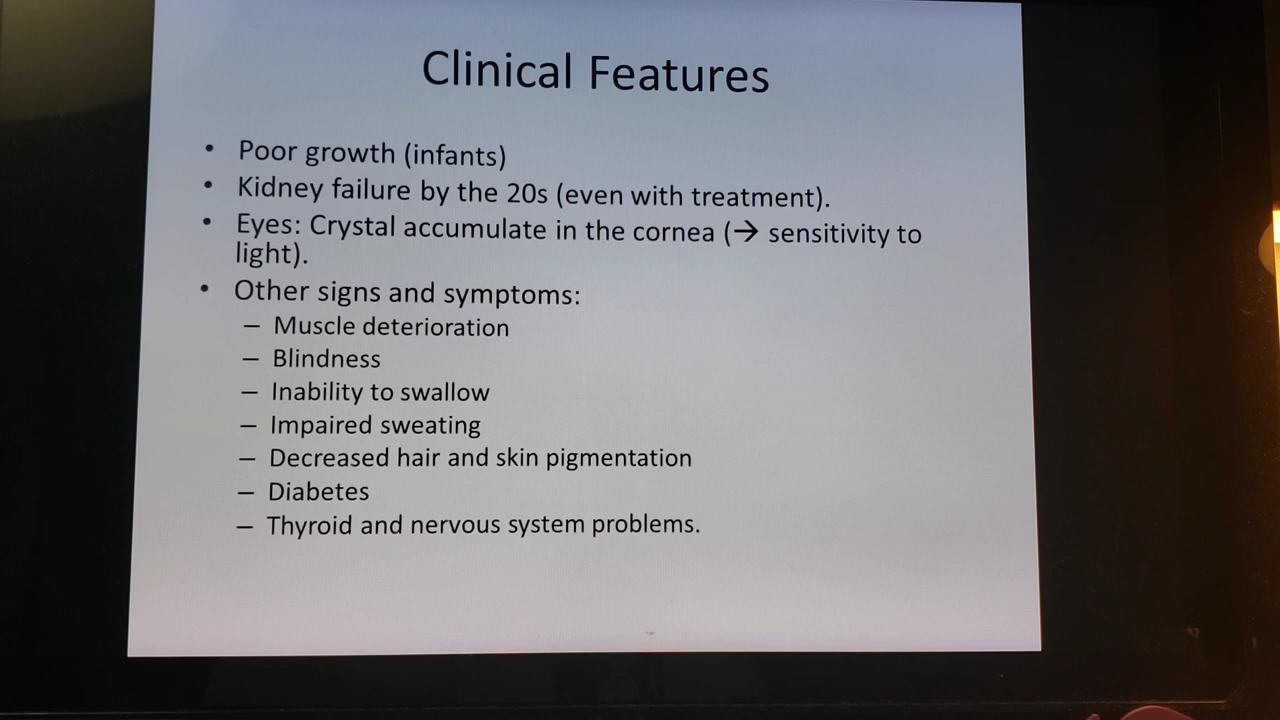 Clinical Features
• Poor growth (infants)
• Kidney failure by the 20s (even with treatment).
• Eyes: Crystal accumulate in the cornea (→ sensitivity to
light).
• Other signs and symptoms:
– Muscle deterioration
– Blindness
– Inability to swallow
– Impaired sweating
– Decreased hair and skin pigmentation
– Diabetes
– Thyroid and nervous system problems.